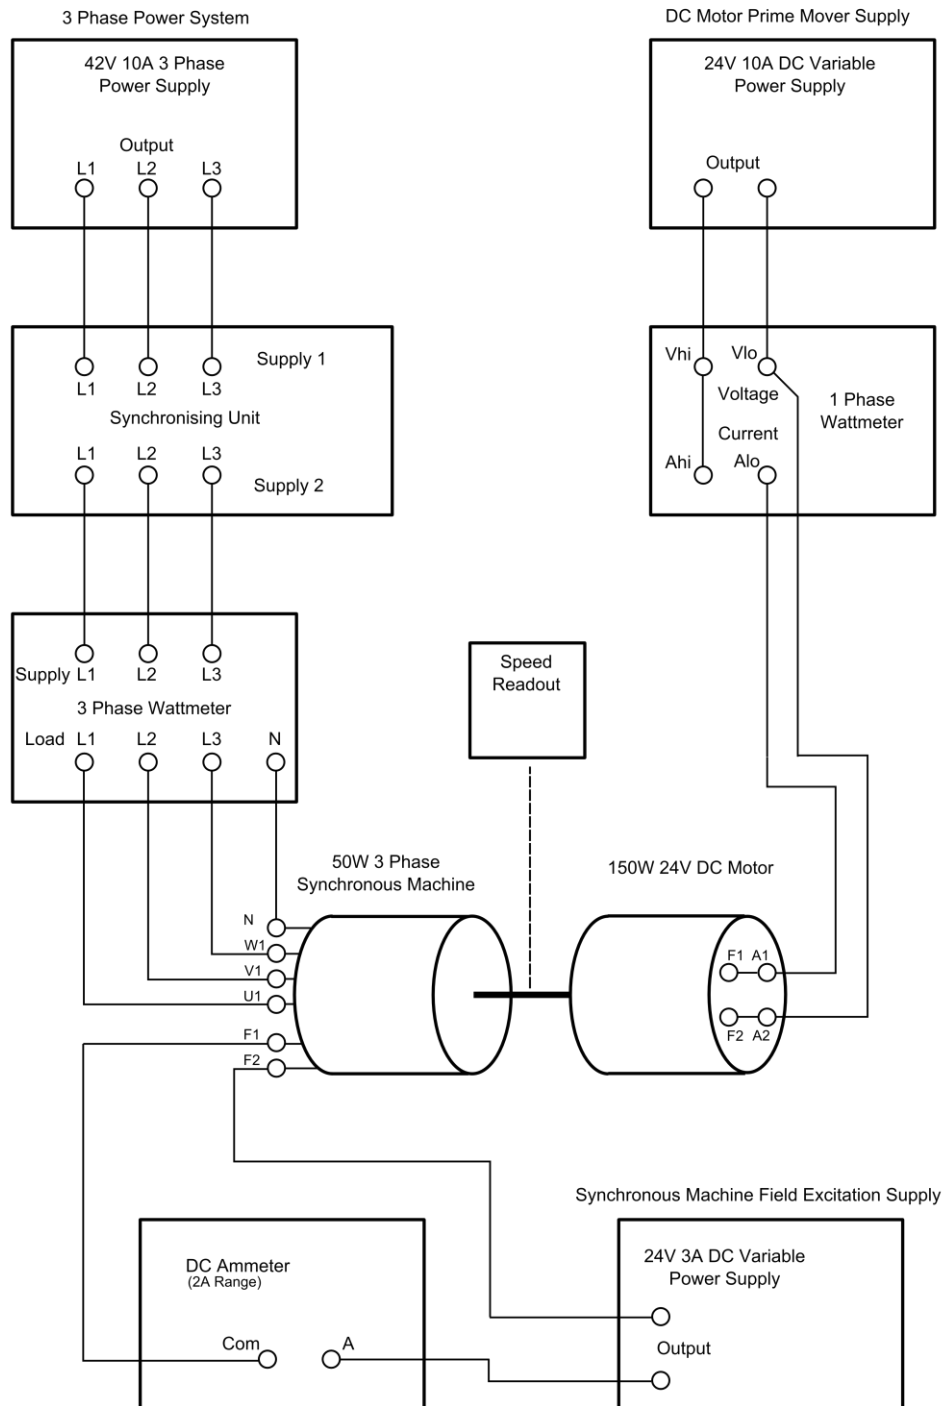 3 Phase Power System
DC Motor Prime Mover Supply
42V 10A 3 Phase
Power Supply
Output
L1 L2 L3
24V 10A DC Variable
Power Supply
Output
Supply 1
L1 L2 L3
Synchronising Unit
L1 L2 L3
Supply 2
Vhi Vlo
Voltage
1 Phase
Wattmeter
Current
Ahi Alo
Supply L1 L2 L3
3 Phase Wattmeter
Load L1 L2 L3 N
Speed
Readout
50W 3 Phase
Synchronous Machine
150W 24V DC Motor
N
W1
V1
U1
F1
F2
F1 A1
F2 A2
Synchronous Machine Field Excitation Supply
DC Ammeter
(2A Range)
Com A
24V 3A DC Variable
Power Supply
Output